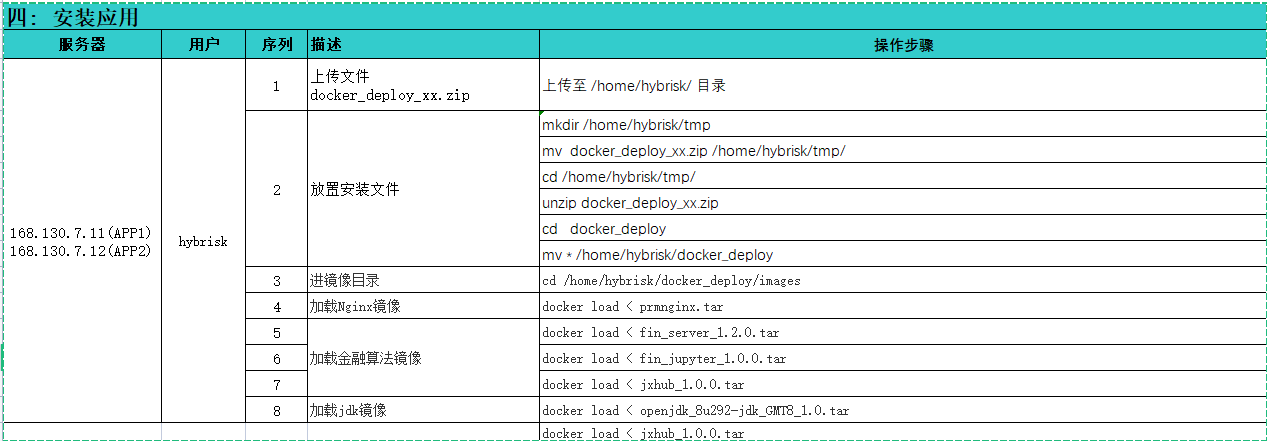 四: 安装应用
服务器 用户 序列 描述 操作步骤
168.130.7.11(APP1)
168.130.7.12(APP2)
hybrisk
1 上传文件
docker_deploy_xx.zip
上传至 /home/hybrisk/ 目录
2 放置安装文件
mkdir /home/hybrisk/tmp
mv  docker_deploy_xx.zip /home/hybrisk/tmp/
cd /home/hybrisk/tmp/
unzip docker_deploy_xx.zip
cd  docker_deploy
mv * /home/hybrisk/docker_deploy
3 进镜像目录 cd /home/hybrisk/docker_deploy/images
4 加载Nginx镜像 docker load < prmnginx.tar
加载金融算法镜像
5 docker load < fin_server_1.2.0.tar
6 docker load < fin_jupyter_1.0.0.tar
7 docker load < jxhub_1.0.0.tar
8 加载jdk镜像 docker load < openjdk_8u292-jdk_GMT8_1.0.tar
docker load < jxhub_1.0.0.tar